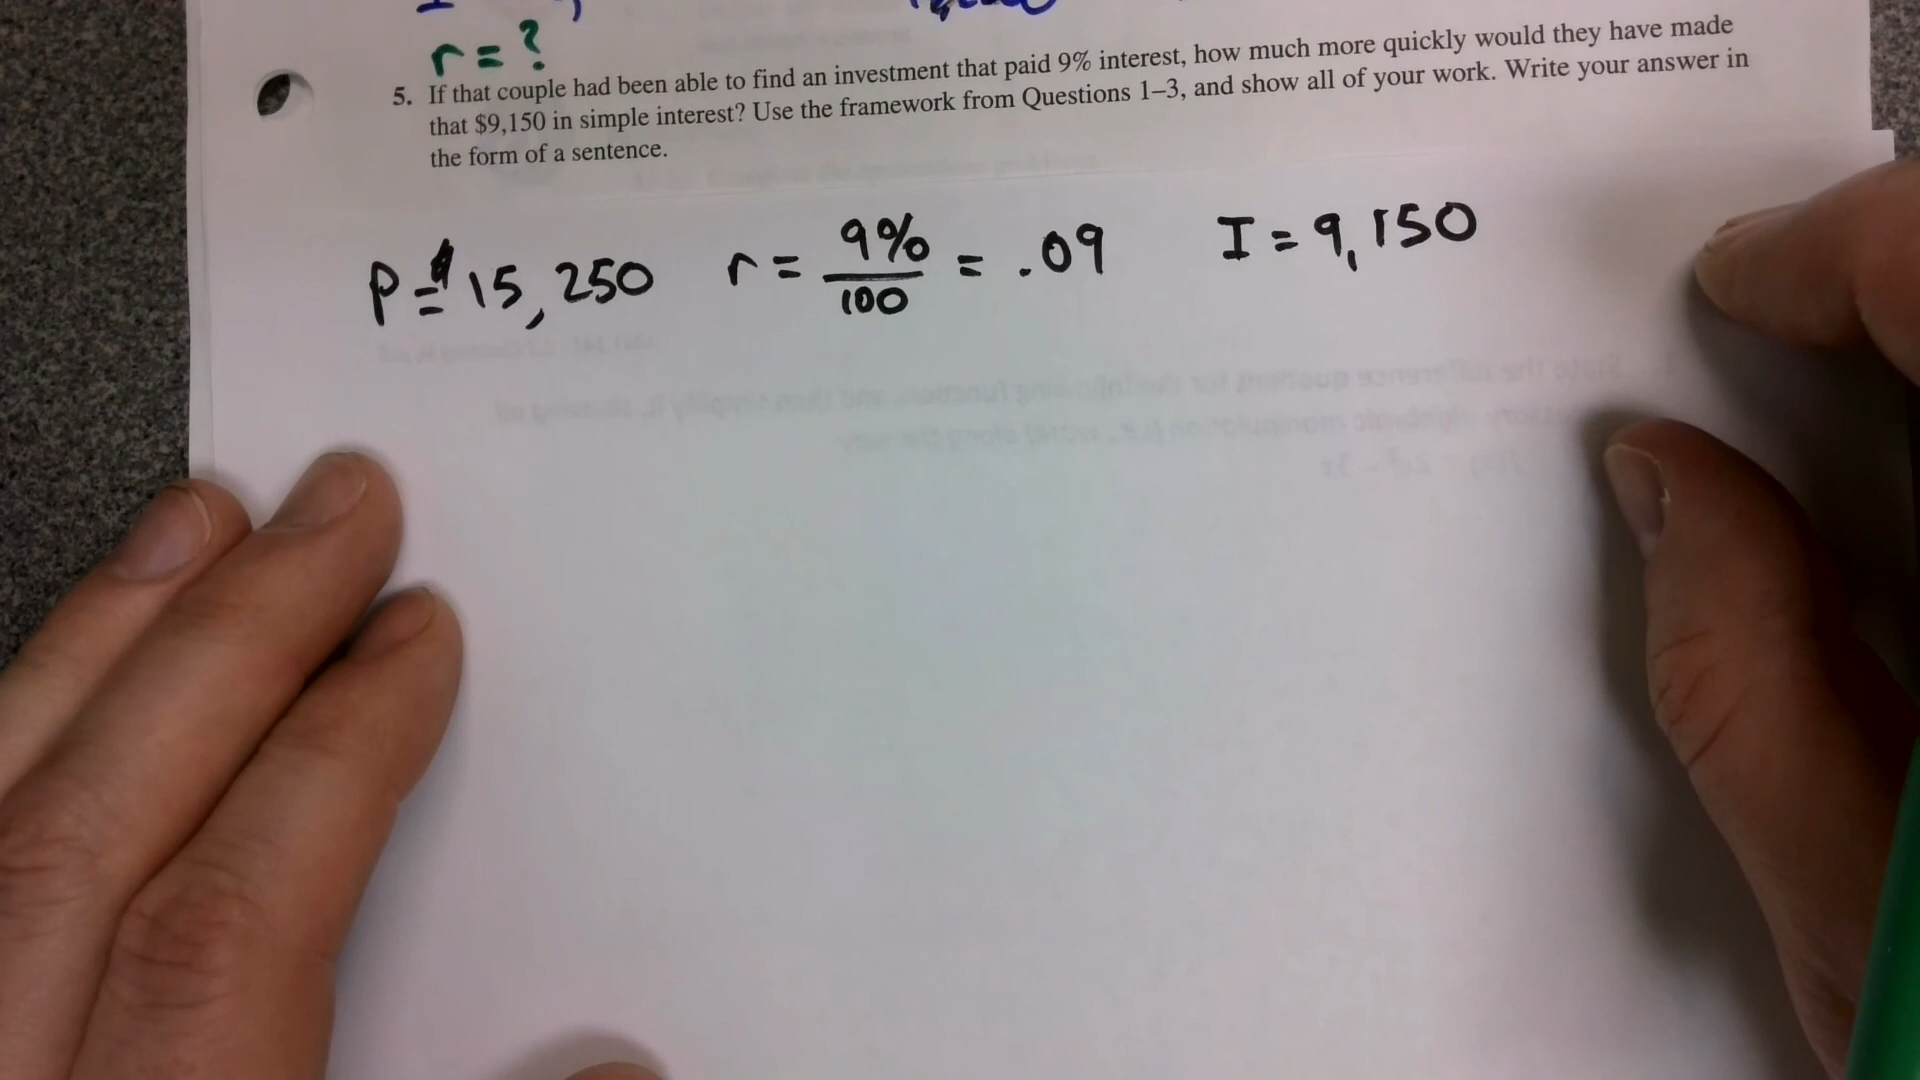 r = ?
5. If that couple had been able to find an investment that paid 9% interest, how much more quickly would they have made
that $9,150 in simple interest? Use the framework from Questions 1–3, and show all of your work. Write your answer in
the form of a sentence.
P = $15,250 r = 9%/100 = .09 I = 9,150